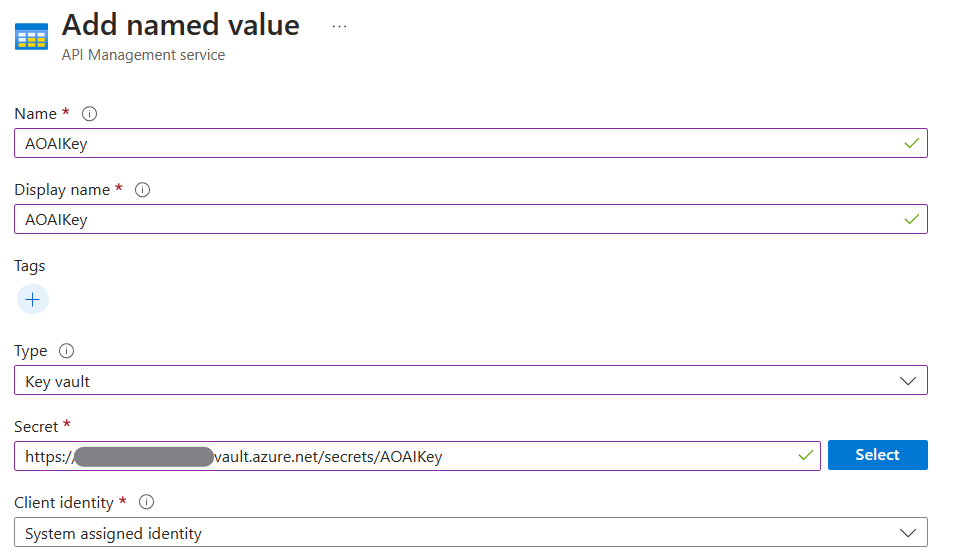 Add named value ...
API Management service
Name *
AOAIKey
Display name *
AOAIKey
Tags
Type
Key vault
Secret *
https://vault.azure.net/secrets/AOAIKey
Select
Client identity *
System assigned identity